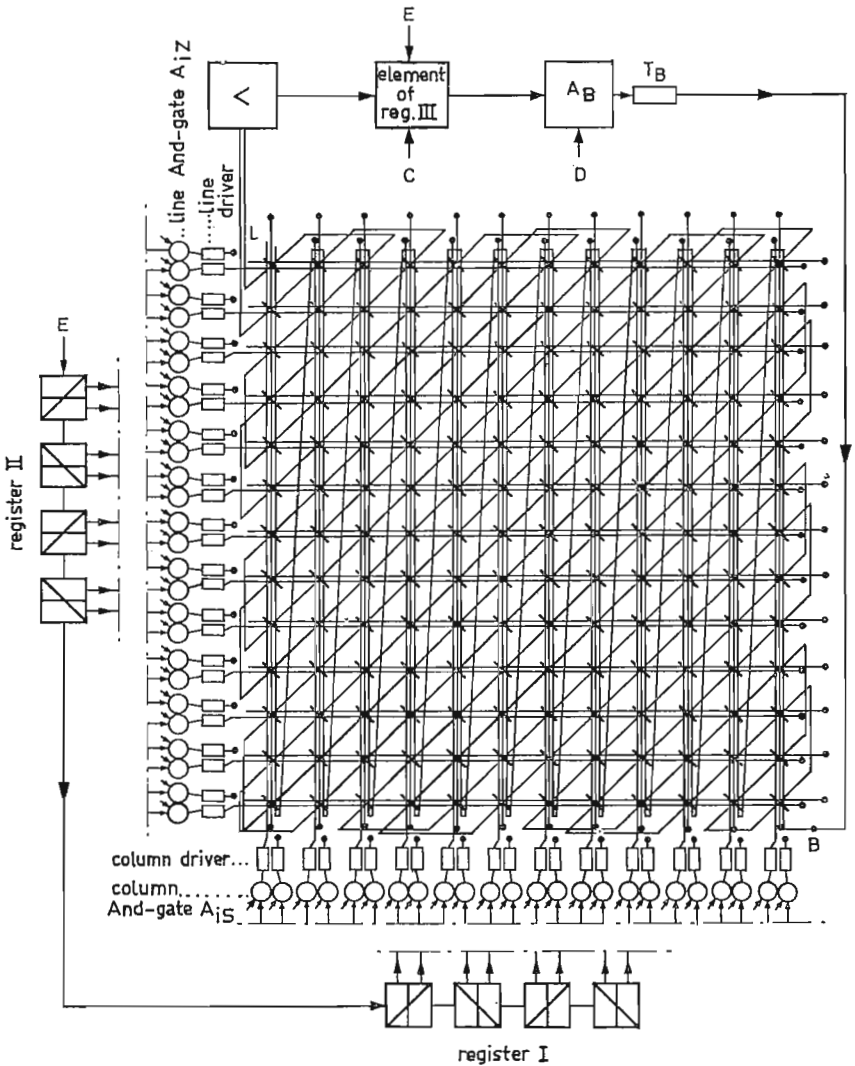 E
line And-gate A_iZ
line driver
<
element
of
reg. III
A_B
T_B
C
D
L
E
register II
B
column driver...
column........
And-gate A_iS
register I